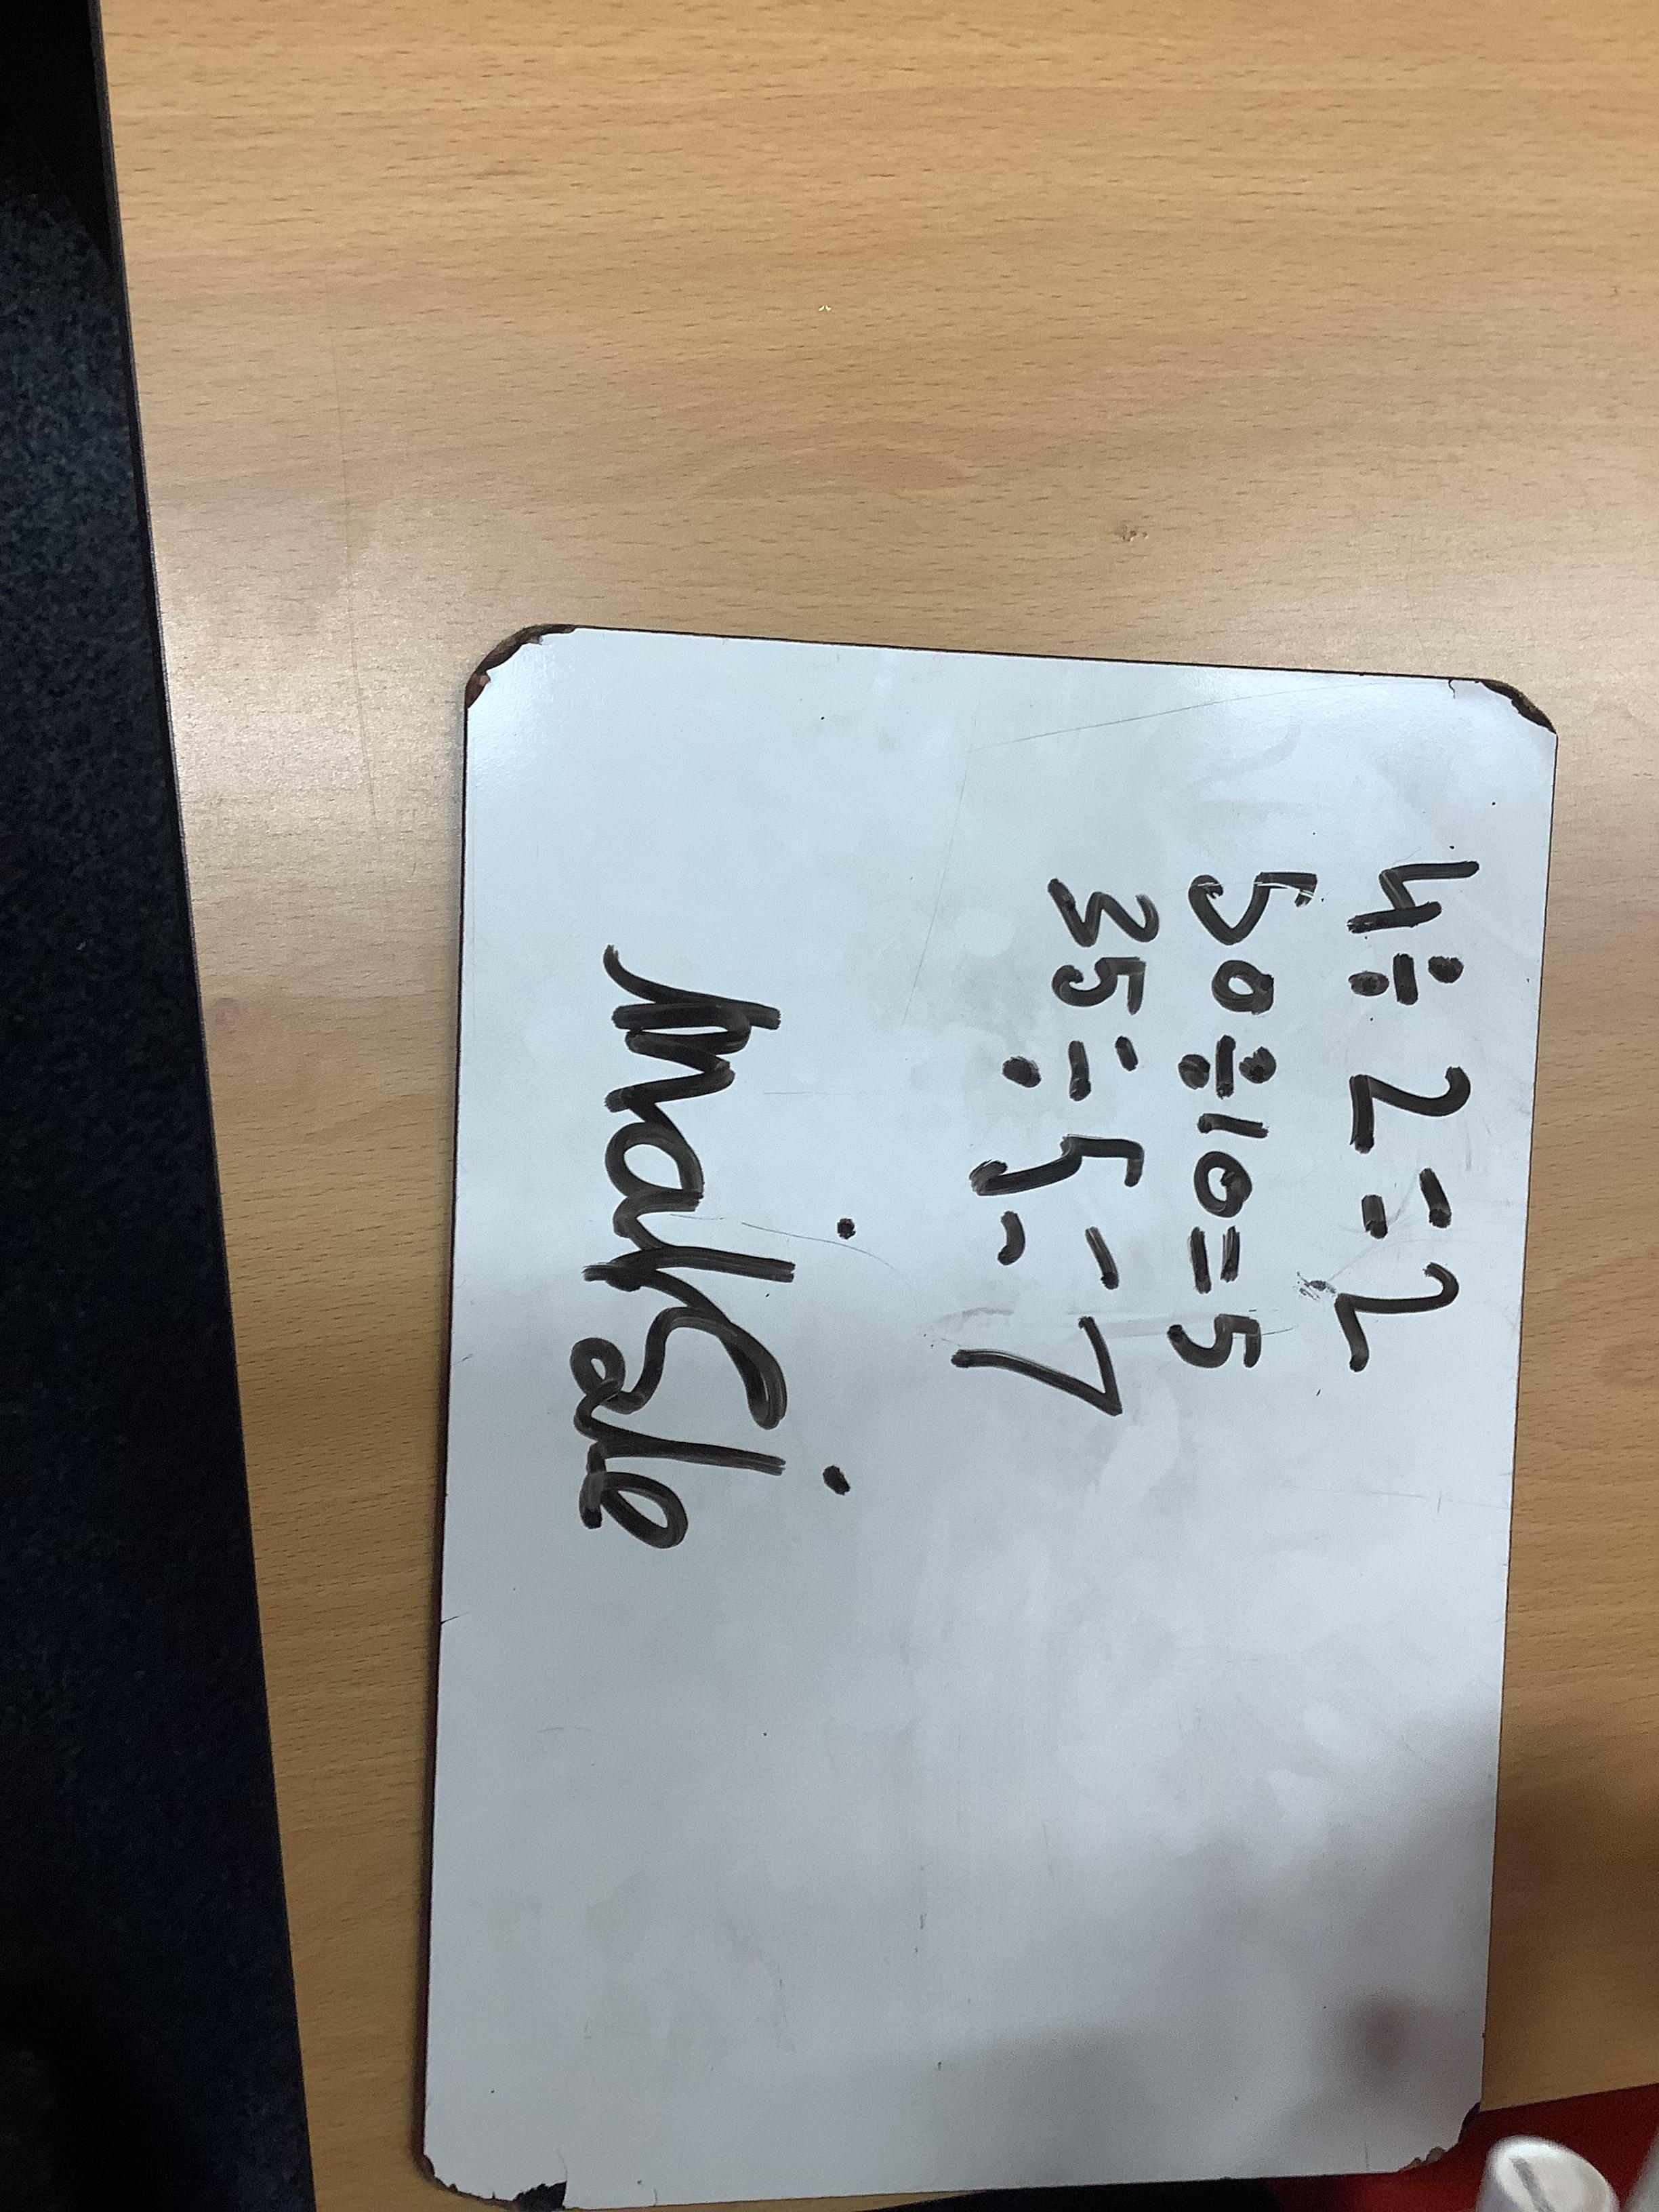 4 ÷ 2 = 2
50 ÷ 10 = 5
35 ÷ 5 = 7